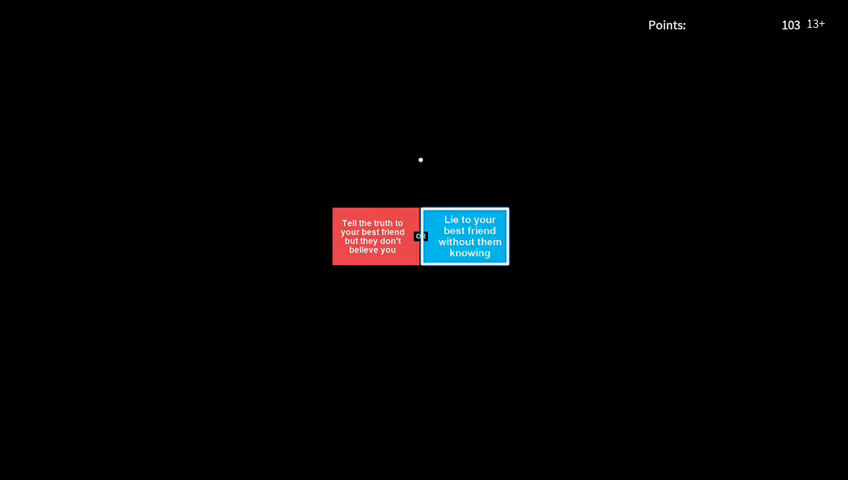 Points: 103 13+
Tell the truth to
your best friend
but they don't
believe you
OR
Lie to your
best friend
without them
knowing